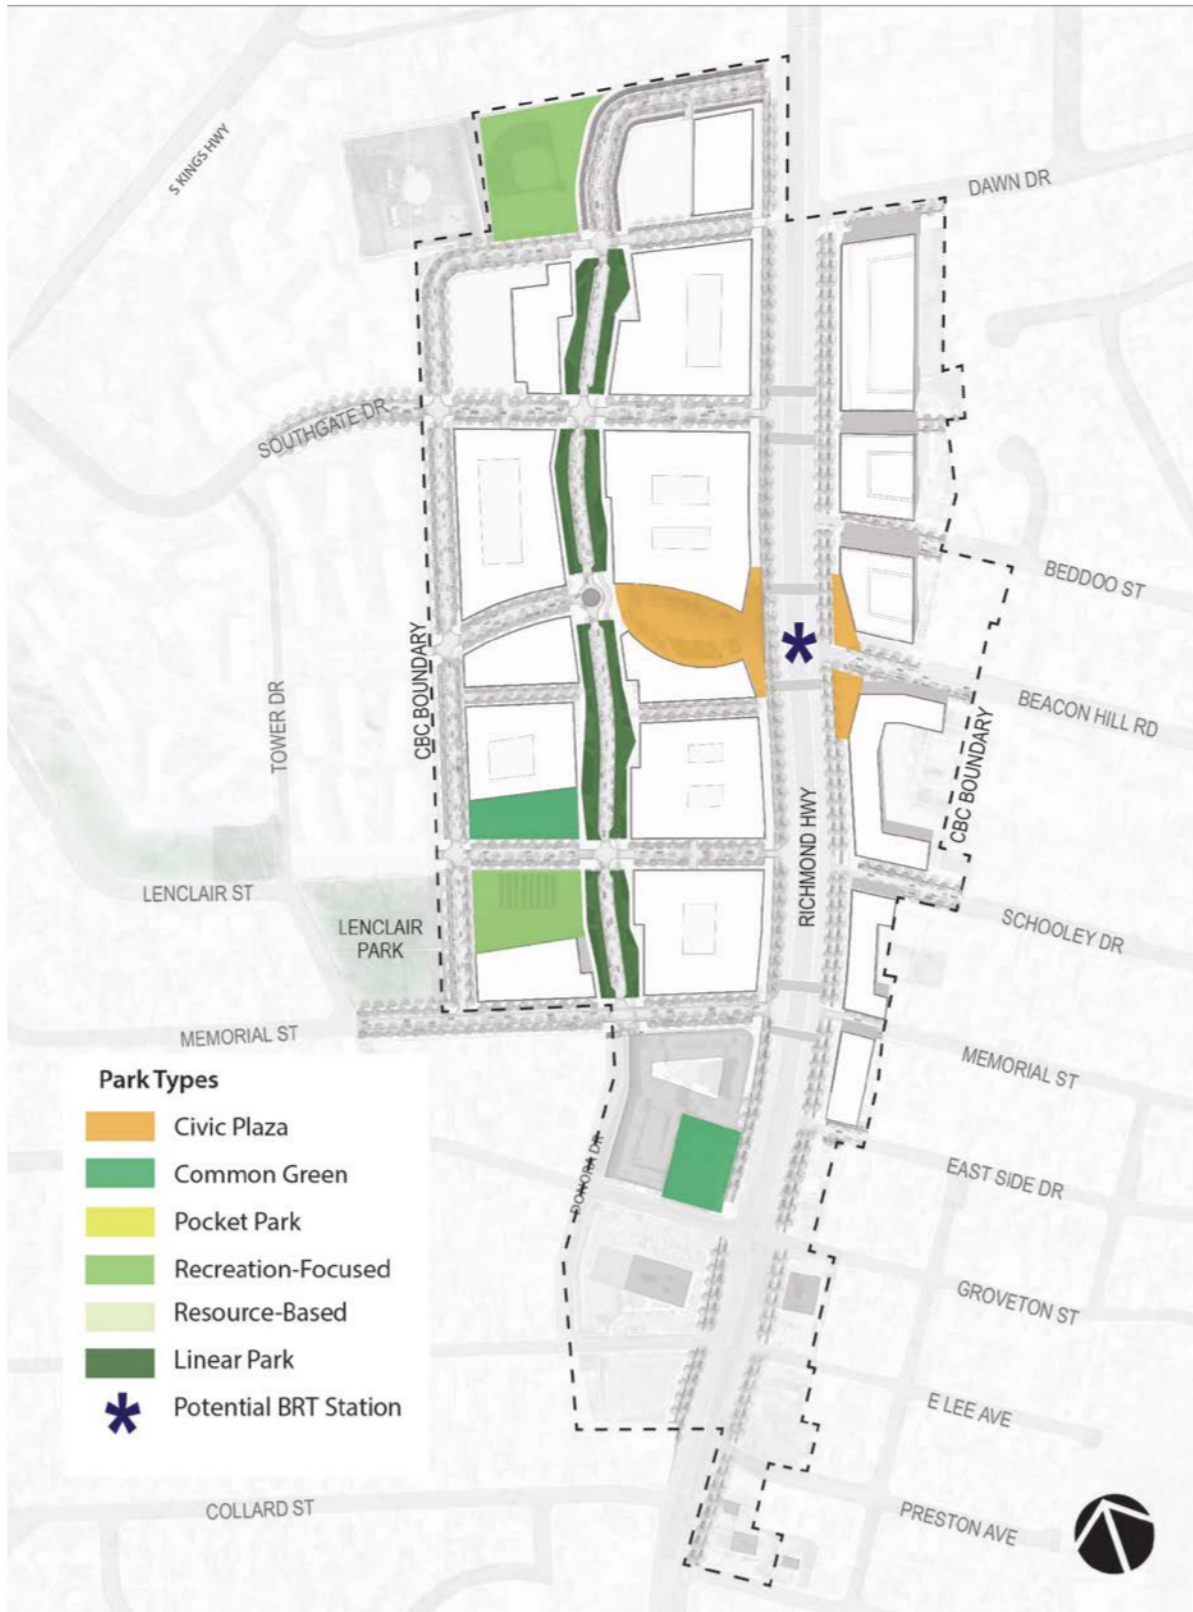 S KINGS HWY
DAWN DR
SOUTHGATE DR
BEDDOO ST
CBC BOUNDARY
TOWER DR
BEACON HILL RD
CBC BOUNDARY
RICHMOND HWY
LENCLAIR ST
LENCLAIR
PARK
SCHOOLEY DR
MEMORIAL ST
MEMORIAL ST
Park Types
Civic Plaza
Common Green
Pocket Park
Recreation-Focused
Resource-Based
Linear Park
Potential BRT Station
DONORA DR
EAST SIDE DR
GROVETON ST
E LEE AVE
COLLARD ST
PRESTON AVE